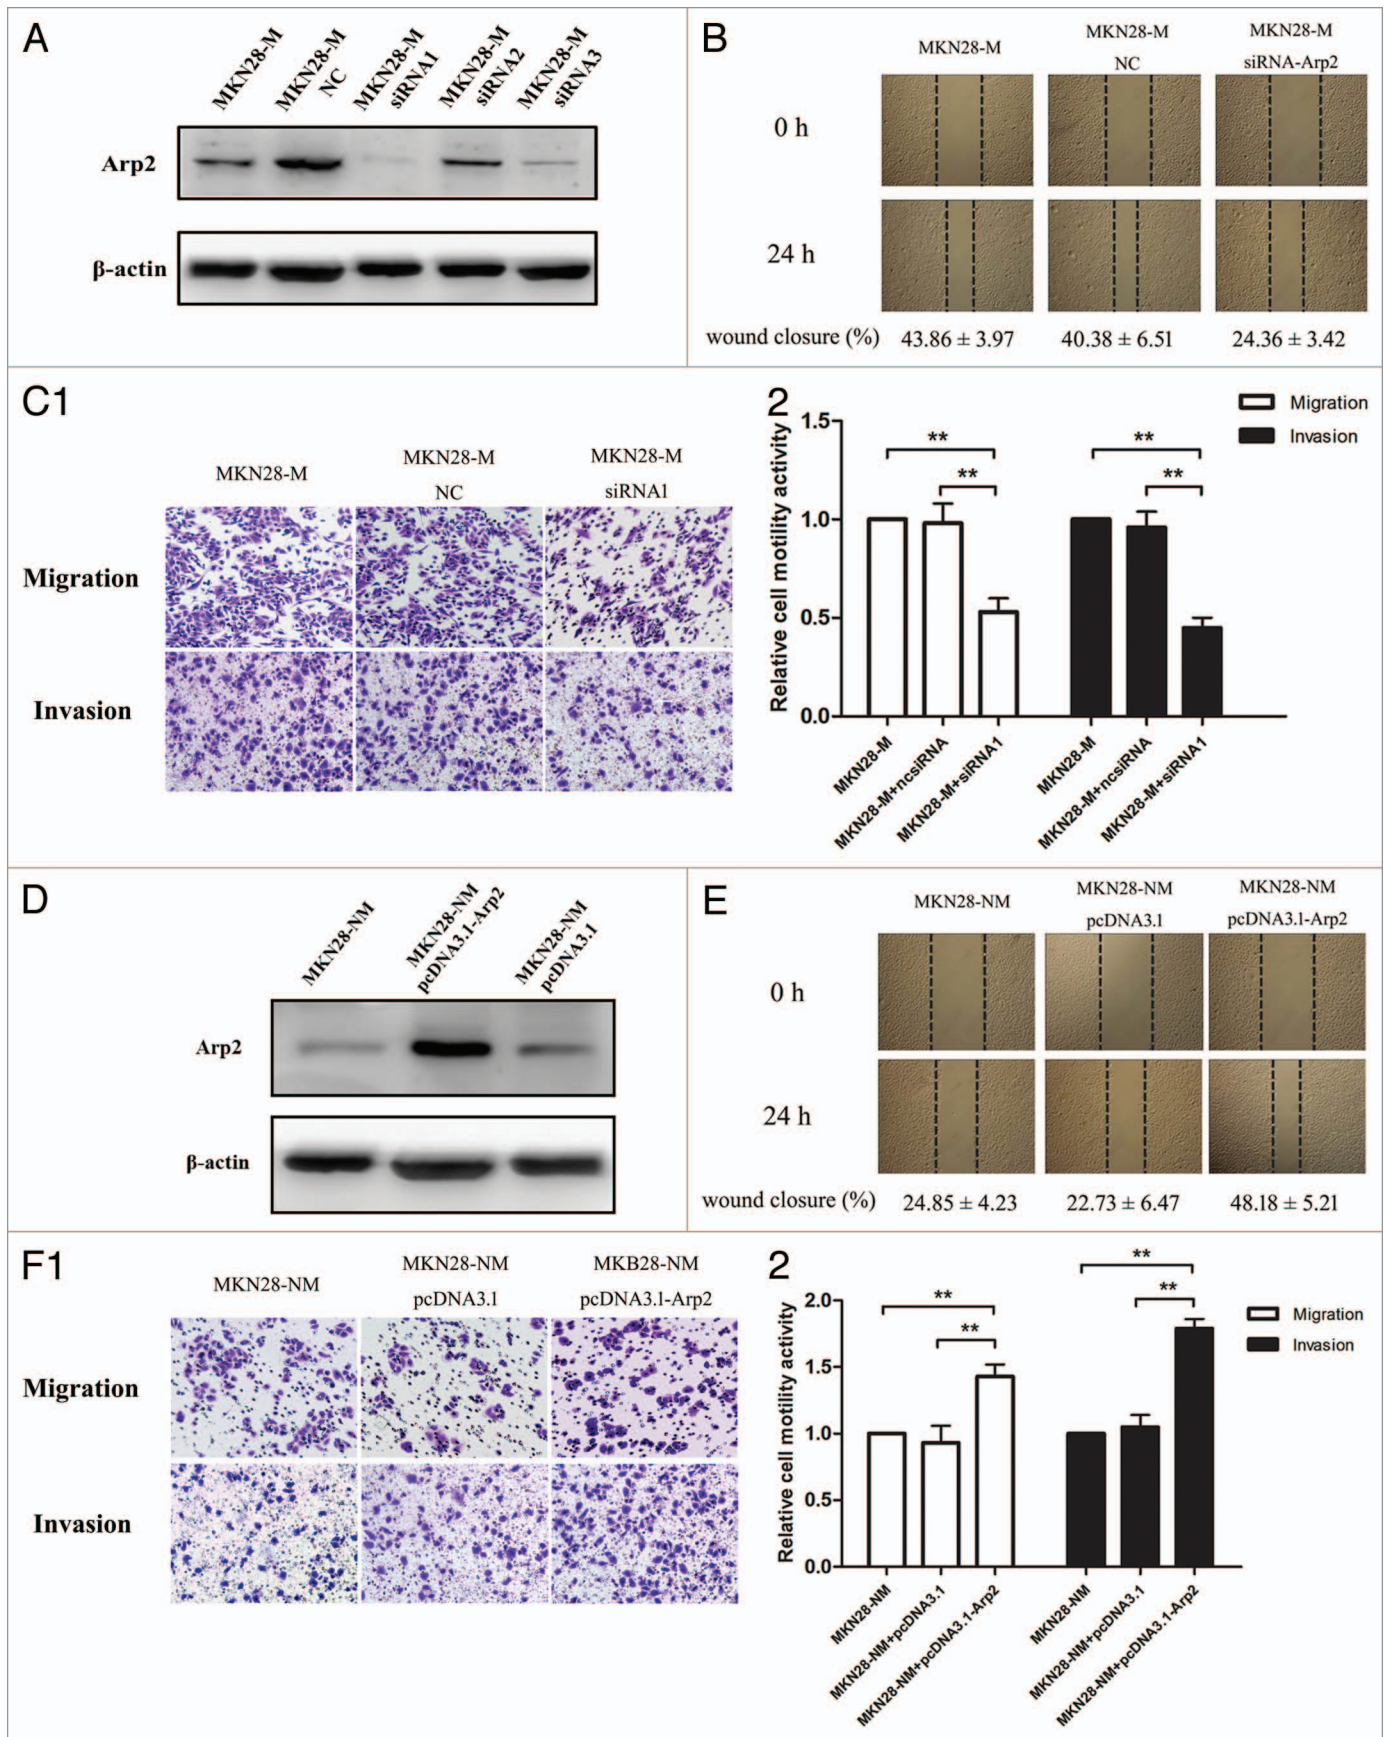 A
MKN28-M
MKN28-M
NC
MKN28-M
siRNA1
MKN28-M
siRNA2
MKN28-M
siRNA3
Arp2
β-actin
B
MKN28-M
MKN28-M
NC
MKN28-M
siRNA-Arp2
0 h
24 h
wound closure (%) 43.86 ± 3.97 40.38 ± 6.51 24.36 ± 3.42
C1
MKN28-M
MKN28-M
NC
MKN28-M
siRNA1
Migration
Invasion
2
Migration
Invasion
Relative cell motility activity
1.5
1.0
0.5
0.0
**
**
**
**
MKN28-M
MKN28-M+ncsiRNA
MKN28-M+siRNA1
MKN28-M
MKN28-M+ncsiRNA
MKN28-M+siRNA1
D
MKN28-NM
MKN28-NM
pcDNA3.1-Arp2
MKN28-NM
pcDNA3.1
Arp2
β-actin
E
MKN28-NM
MKN28-NM
pcDNA3.1
MKN28-NM
pcDNA3.1-Arp2
0 h
24 h
wound closure (%) 24.85 ± 4.23 22.73 ± 6.47 48.18 ± 5.21
F1
MKN28-NM
MKN28-NM
pcDNA3.1
MKB28-NM
pcDNA3.1-Arp2
Migration
Invasion
2
Migration
Invasion
Relative cell motility activity
2.0
1.5
1.0
0.5
0.0
**
**
**
**
MKN28-NM
MKN28-NM+pcDNA3.1
MKN28-NM+pcDNA3.1-Arp2
MKN28-NM
MKN28-NM+pcDNA3.1
MKN28-NM+pcDNA3.1-Arp2